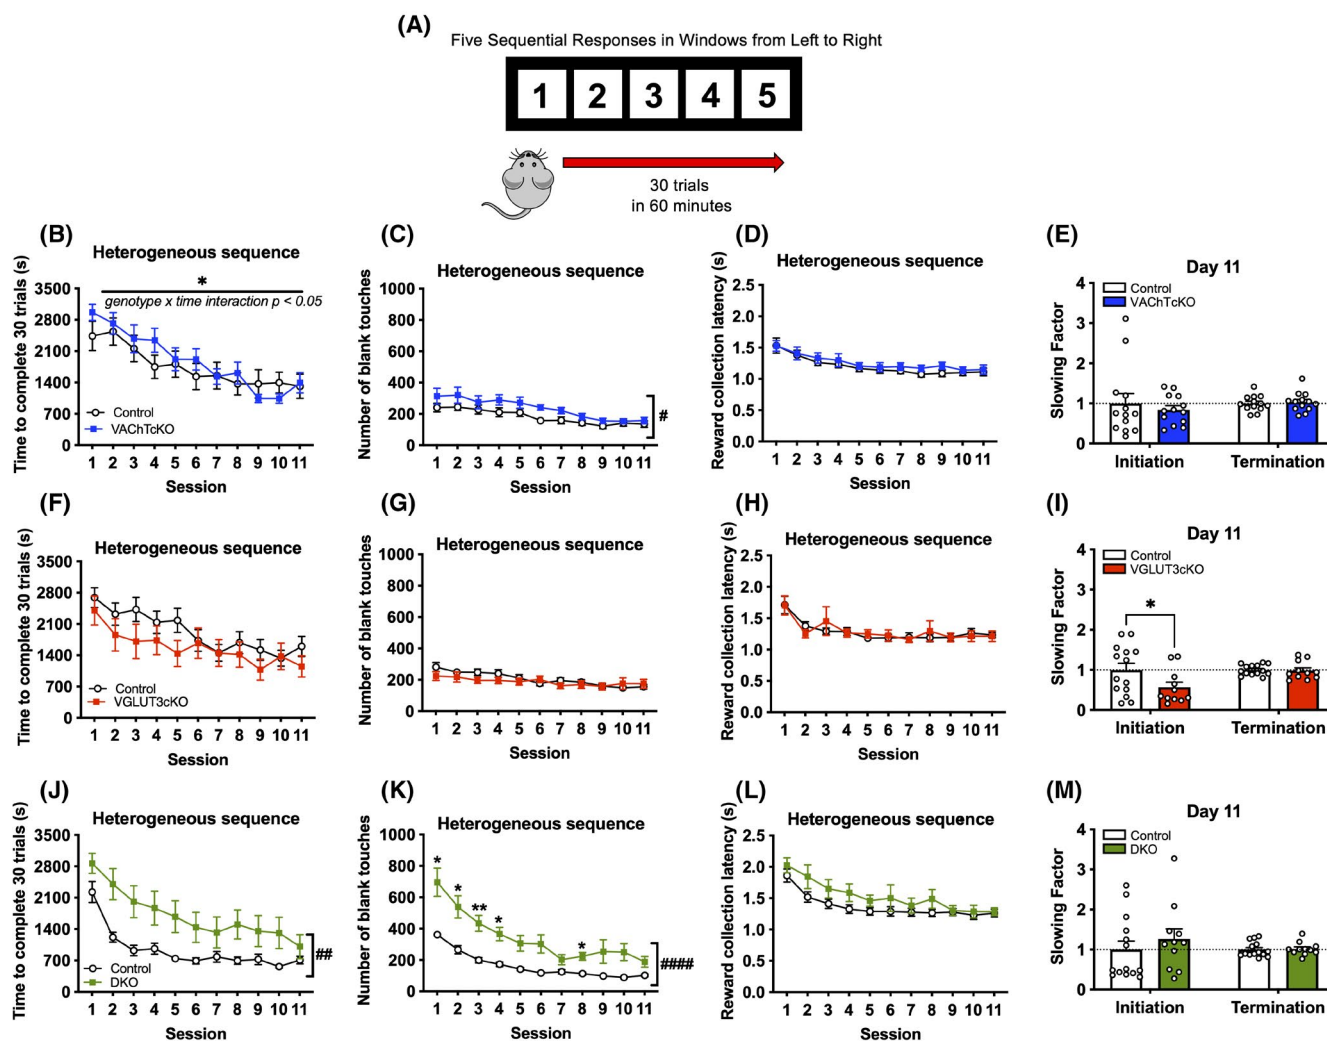 (A)
Five Sequential Responses in Windows from Left to Right
1 2 3 4 5
30 trials
in 60 minutes
(B)
Heterogeneous sequence
*
genotype x time interaction p < 0.05
Time to complete 30 trials (s)
3500
2800
2100
1400
700
0
Control
VAChTcKO
1 2 3 4 5 6 7 8 9 10 11
Session
(C)
Heterogeneous sequence
Number of blank touches
1000
800
600
400
200
0
#
1 2 3 4 5 6 7 8 9 10 11
Session
(D)
Heterogeneous sequence
Reward collection latency (s)
2.5
2.0
1.5
1.0
0.5
0.0
1 2 3 4 5 6 7 8 9 10 11
Session
(E)
Day 11
Slowing Factor
4
3
2
1
0
Control
VAChTcKO
Initiation Termination
(F)
Heterogeneous sequence
Time to complete 30 trials (s)
3500
2800
2100
1400
700
0
Control
VGLUT3cKO
1 2 3 4 5 6 7 8 9 10 11
Session
(G)
Heterogeneous sequence
Number of blank touches
1000
800
600
400
200
0
1 2 3 4 5 6 7 8 9 10 11
Session
(H)
Heterogeneous sequence
Reward collection latency (s)
2.5
2.0
1.5
1.0
0.5
0.0
1 2 3 4 5 6 7 8 9 10 11
Session
(I)
Day 11
Slowing Factor
4
3
2
1
0
Control
VGLUT3cKO
*
Initiation Termination
(J)
Heterogeneous sequence
Time to complete 30 trials (s)
3500
2800
2100
1400
700
0
Control
DKO
##
1 2 3 4 5 6 7 8 9 10 11
Session
(K)
Heterogeneous sequence
Number of blank touches
1000
800
600
400
200
0
* * ** * *
####
1 2 3 4 5 6 7 8 9 10 11
Session
(L)
Heterogeneous sequence
Reward collection latency (s)
2.5
2.0
1.5
1.0
0.5
0.0
1 2 3 4 5 6 7 8 9 10 11
Session
(M)
Day 11
Slowing Factor
4
3
2
1
0
Control
DKO
Initiation Termination